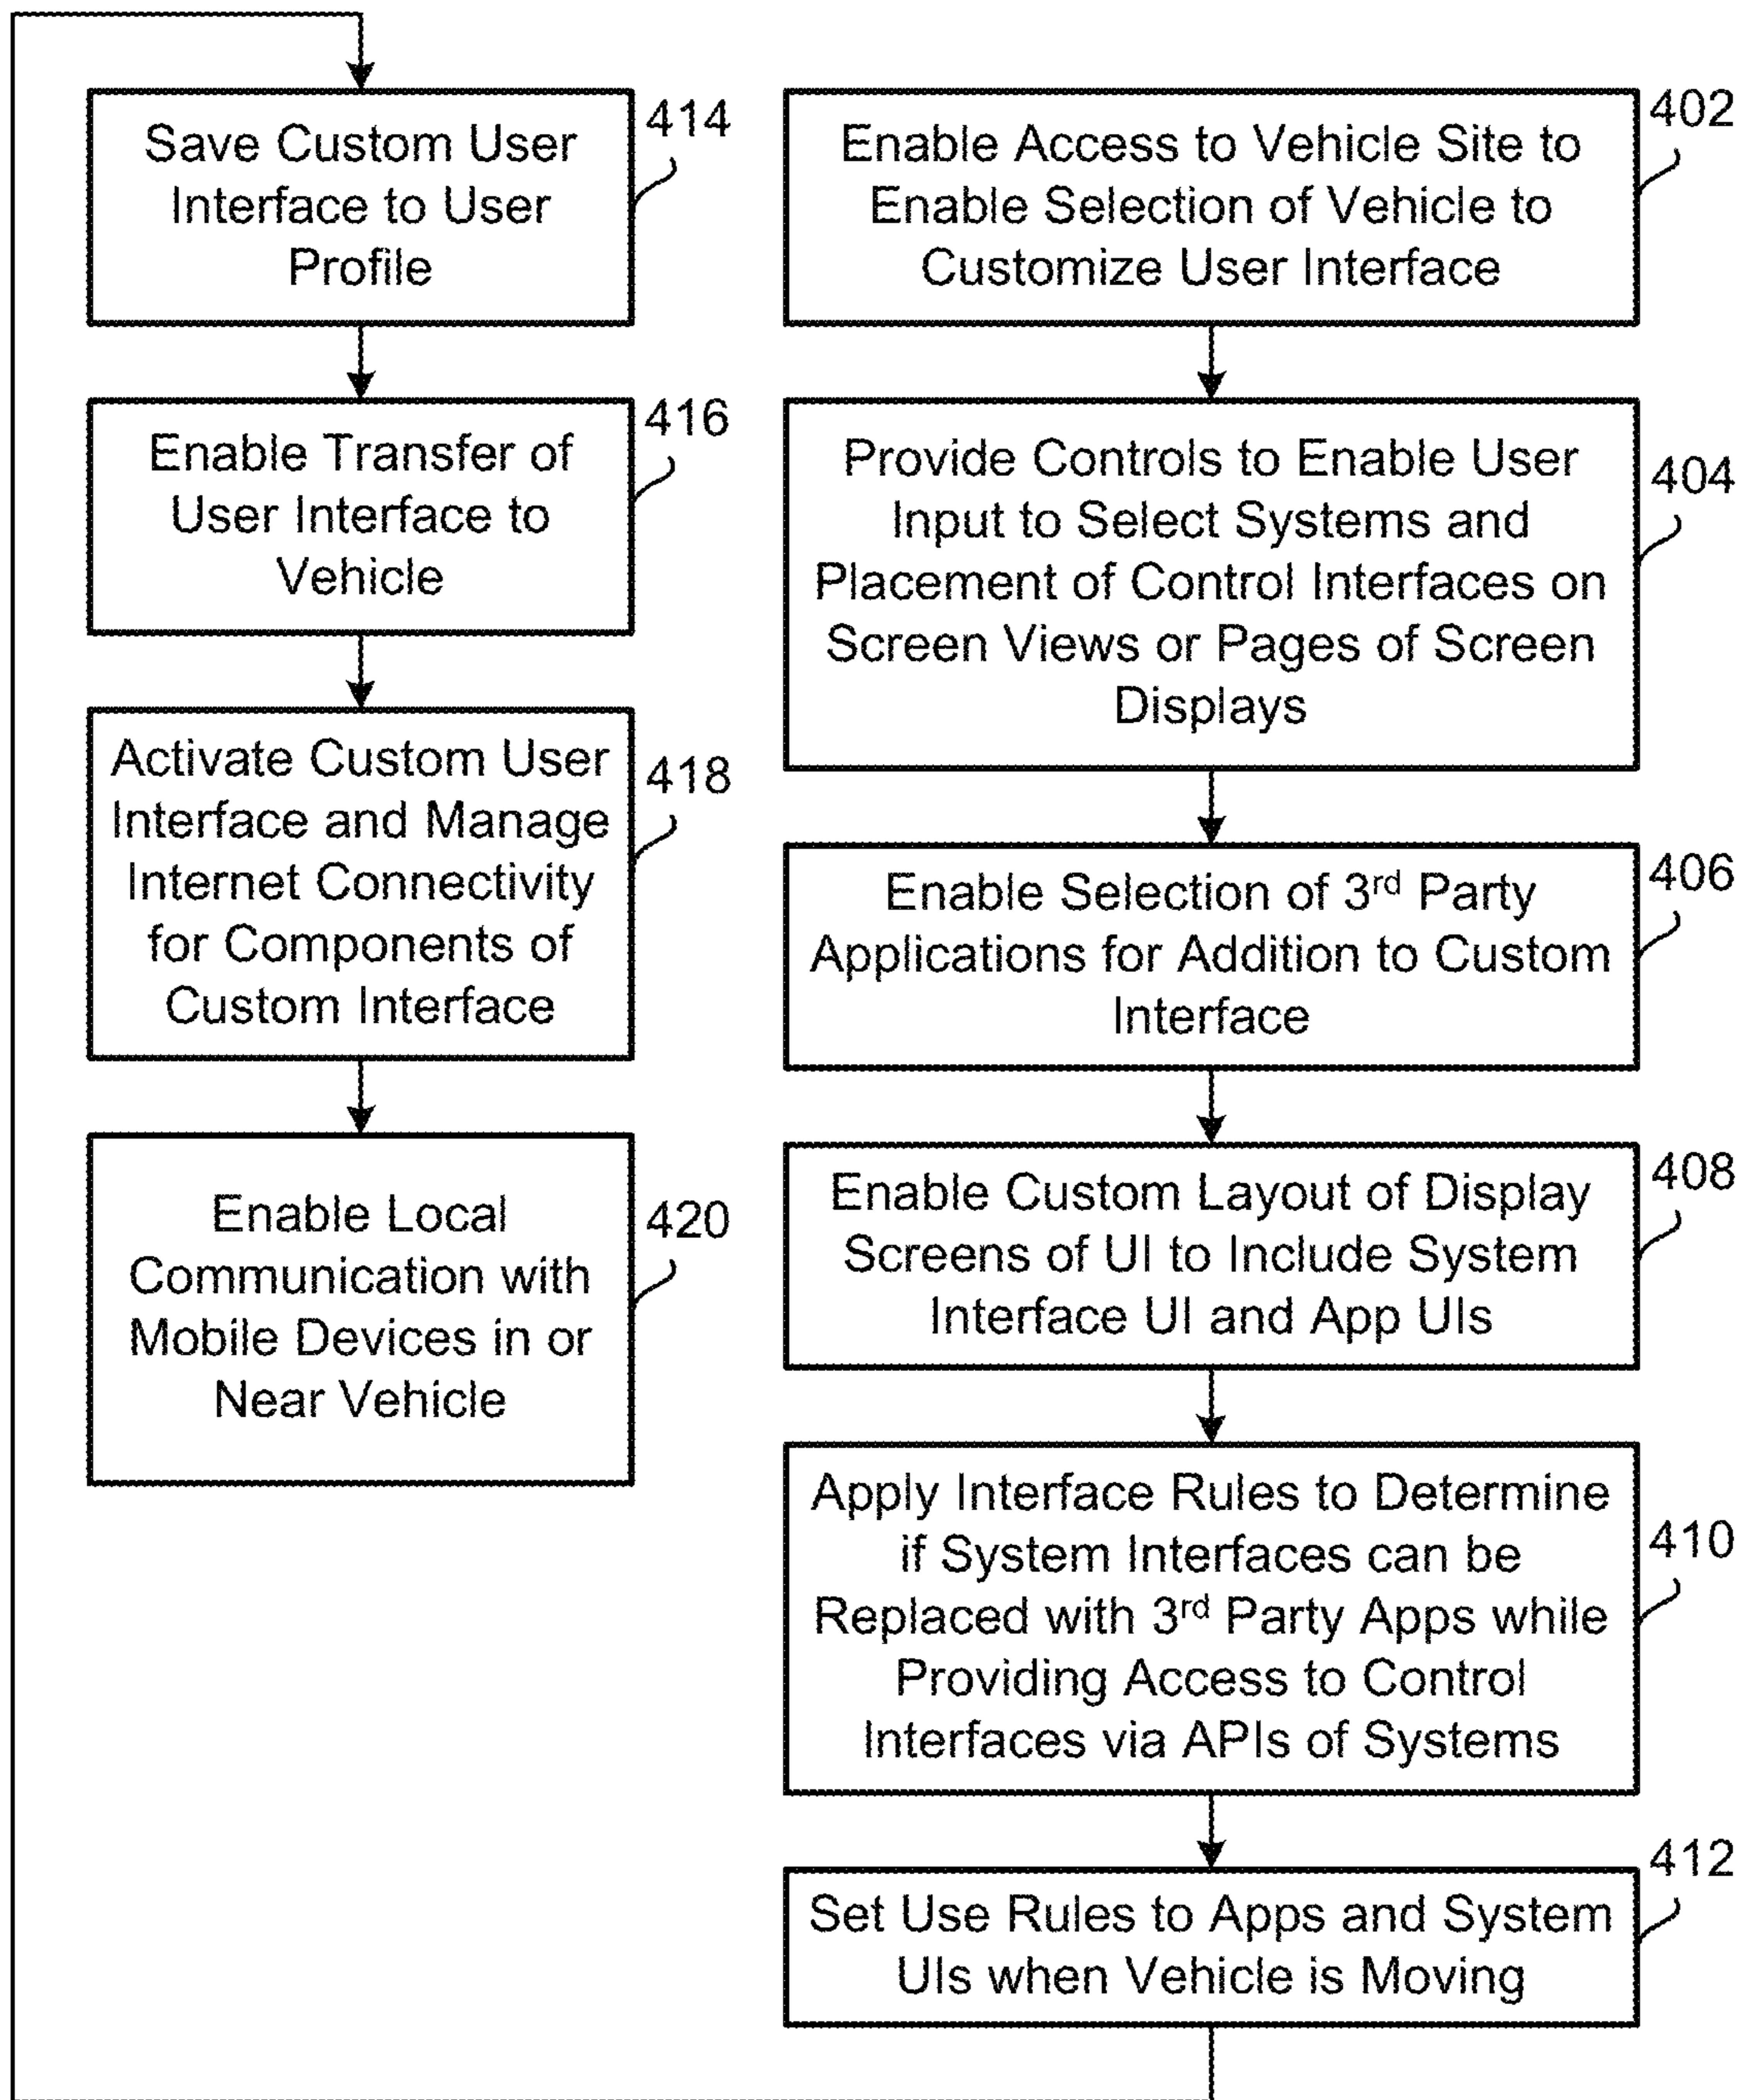 414
Save Custom User
Interface to User
Profile
416
Enable Transfer of
User Interface to
Vehicle
418
Activate Custom User
Interface and Manage
Internet Connectivity
for Components of
Custom Interface
420
Enable Local
Communication with
Mobile Devices in or
Near Vehicle
402
Enable Access to Vehicle Site to
Enable Selection of Vehicle to
Customize User Interface
404
Provide Controls to Enable User
Input to Select Systems and
Placement of Control Interfaces on
Screen Views or Pages of Screen
Displays
406
Enable Selection of 3rd Party
Applications for Addition to Custom
Interface
408
Enable Custom Layout of Display
Screens of UI to Include System
Interface UI and App UIs
410
Apply Interface Rules to Determine
if System Interfaces can be
Replaced with 3rd Party Apps while
Providing Access to Control
Interfaces via APIs of Systems
412
Set Use Rules to Apps and System
UIs when Vehicle is Moving